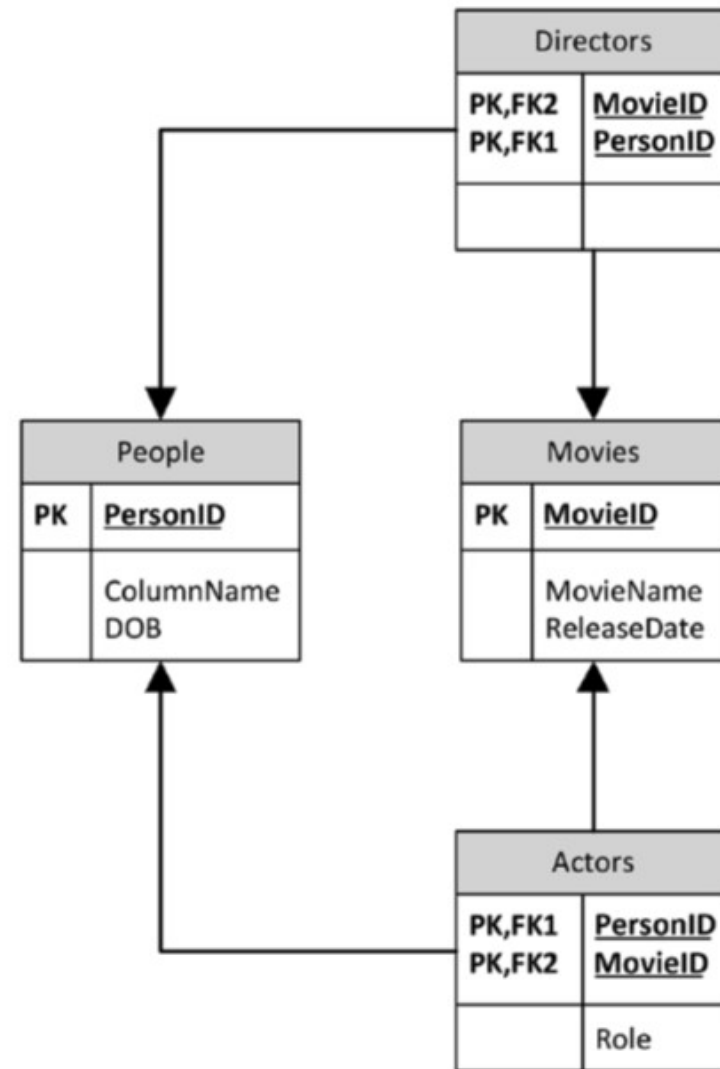 Directors
PK,FK2 MovieID
PK,FK1 PersonID
People
PK PersonID
ColumnName
DOB
Movies
PK MovieID
MovieName
ReleaseDate
Actors
PK,FK1 PersonID
PK,FK2 MovieID
Role